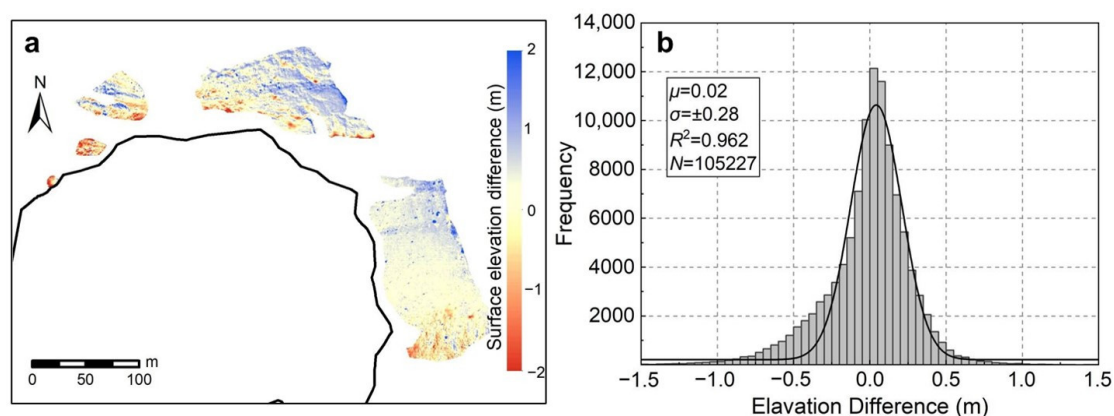 a
N
m
0 50 100
Surface elevation difference (m)
2
1
0
−1
−2
b
14,000
12,000
10,000
8000
6000
4000
2000
Frequency
μ=0.02
σ=±0.28
R²=0.962
N=105227
−1.5 −1.0 −0.5 0.0 0.5 1.0 1.5
Elavation Difference (m)